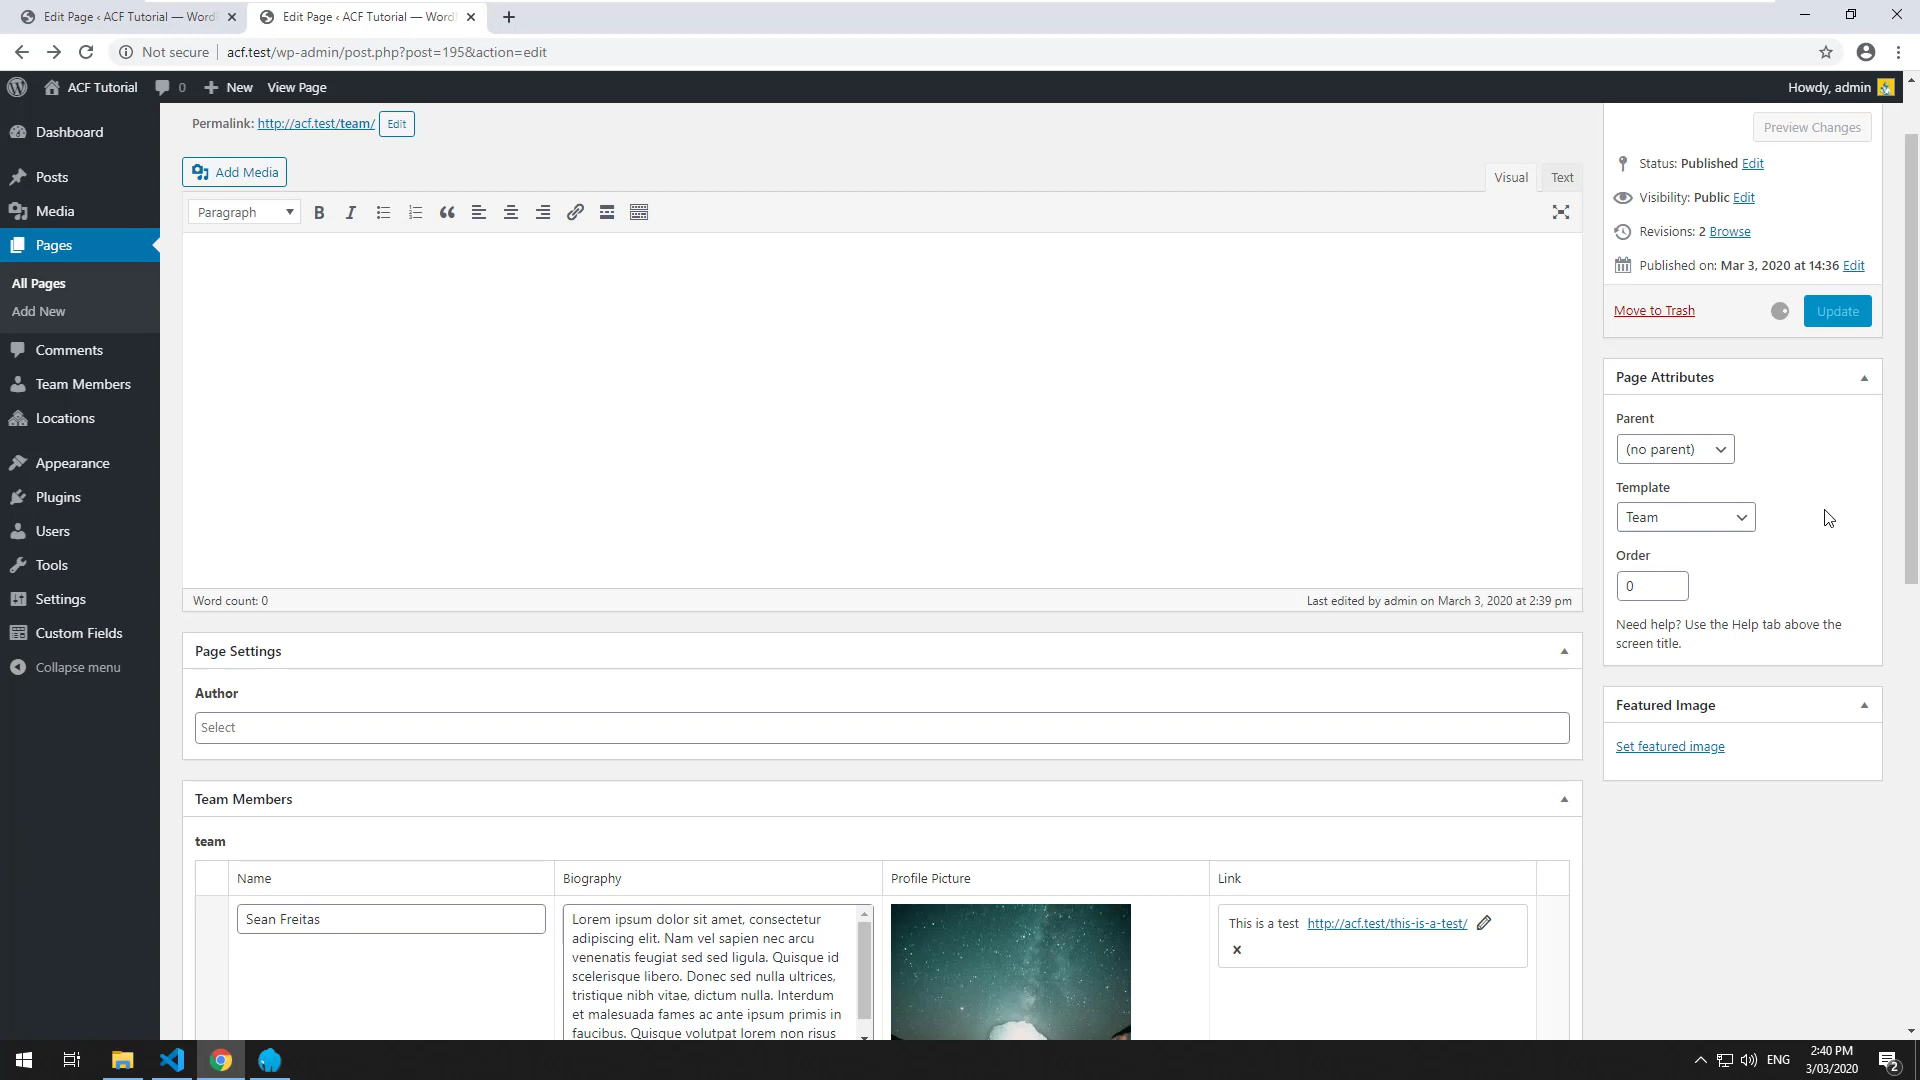 Edit Page ‹ ACF Tutorial — Word
Edit Page ‹ ACF Tutorial — Word
Not secure
acf.test/wp-admin/post.php?post=195&action=edit
ACF Tutorial
0
New
View Page
Howdy, admin
Dashboard
Posts
Media
Pages
All Pages
Add New
Comments
Team Members
Locations
Appearance
Plugins
Users
Tools
Settings
Custom Fields
Collapse menu
Permalink: http://acf.test/team/ Edit
Add Media
Visual
Text
Paragraph
Word count: 0
Last edited by admin on March 3, 2020 at 2:39 pm
Page Settings
Author
Select
Team Members
team
Name
Biography
Profile Picture
Link
Sean Freitas
Lorem ipsum dolor sit amet, consectetur
adipiscing elit. Nam vel sapien nec arcu
venenatis feugiat sed sed ligula. Quisque id
scelerisque libero. Donec sed nulla ultrices,
tristique nibh vitae, dictum nulla. Interdum
et malesuada fames ac ante ipsum primis in
faucibus. Quisque volutpat lorem non risus
This is a test http://acf.test/this-is-a-test/
Preview Changes
Status: Published Edit
Visibility: Public Edit
Revisions: 2 Browse
Published on: Mar 3, 2020 at 14:36 Edit
Move to Trash
Update
Page Attributes
Parent
(no parent)
Template
Team
Order
0
Need help? Use the Help tab above the
screen title.
Featured Image
Set featured image
ENG
2:40 PM
3/03/2020
2